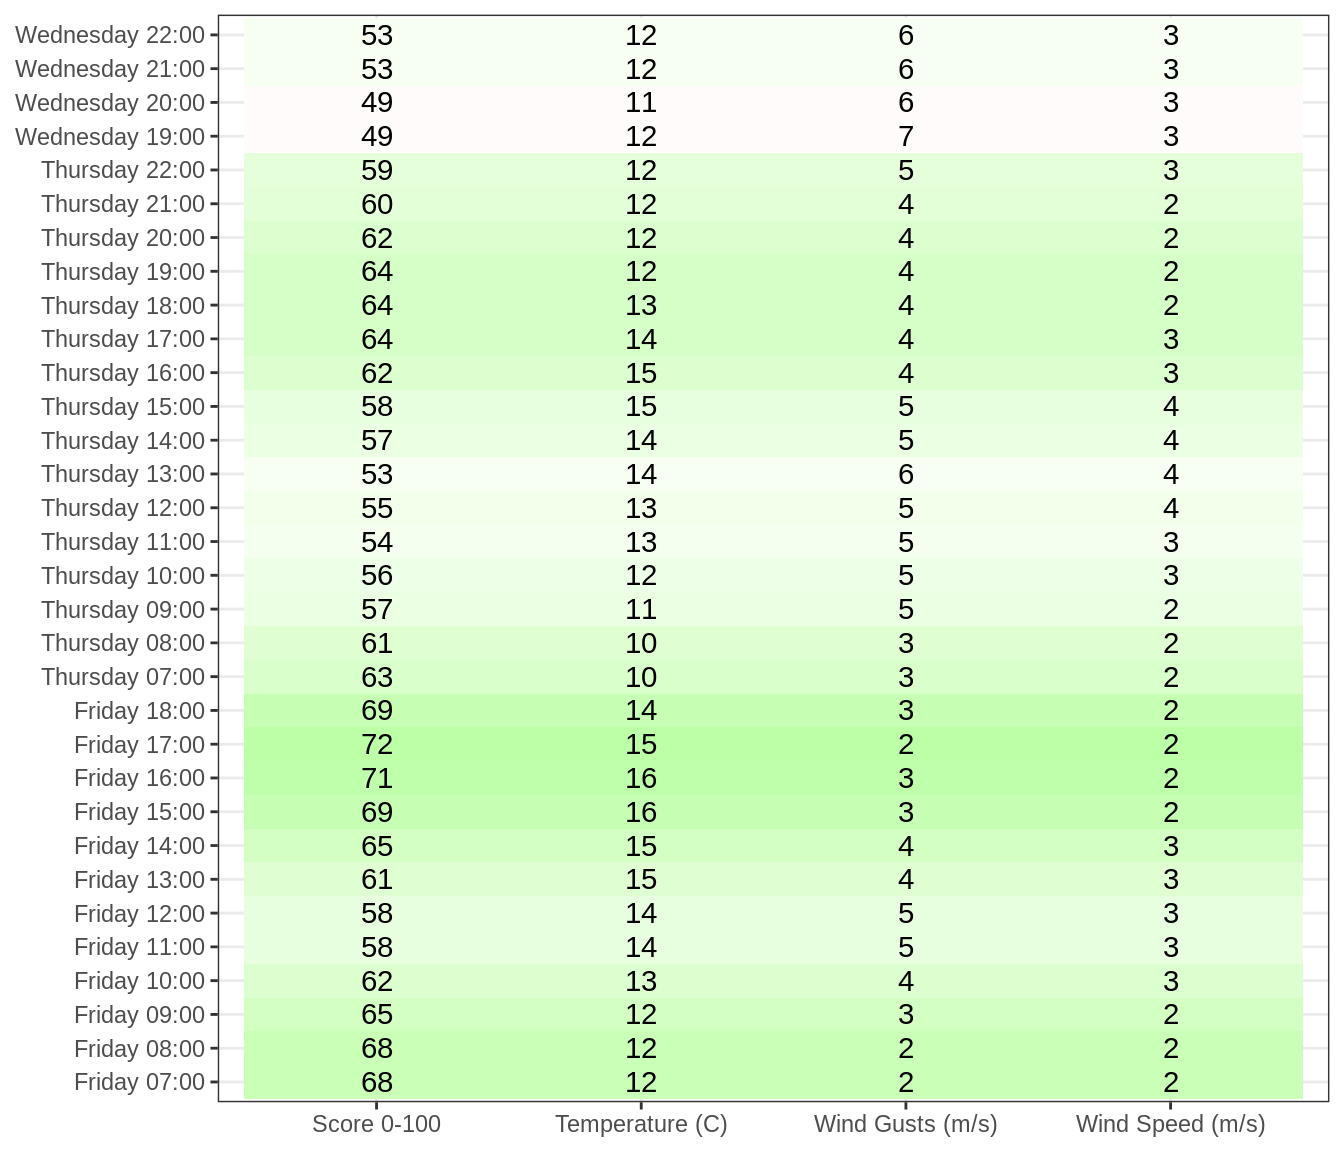 Wednesday 22:00 53 12 6 3
Wednesday 21:00 53 12 6 3
Wednesday 20:00 49 11 6 3
Wednesday 19:00 49 12 7 3
Thursday 22:00 59 12 5 3
Thursday 21:00 60 12 4 2
Thursday 20:00 62 12 4 2
Thursday 19:00 64 12 4 2
Thursday 18:00 64 13 4 2
Thursday 17:00 64 14 4 3
Thursday 16:00 62 15 4 3
Thursday 15:00 58 15 5 4
Thursday 14:00 57 14 5 4
Thursday 13:00 53 14 6 4
Thursday 12:00 55 13 5 4
Thursday 11:00 54 13 5 3
Thursday 10:00 56 12 5 3
Thursday 09:00 57 11 5 2
Thursday 08:00 61 10 3 2
Thursday 07:00 63 10 3 2
Friday 18:00 69 14 3 2
Friday 17:00 72 15 2 2
Friday 16:00 71 16 3 2
Friday 15:00 69 16 3 2
Friday 14:00 65 15 4 3
Friday 13:00 61 15 4 3
Friday 12:00 58 14 5 3
Friday 11:00 58 14 5 3
Friday 10:00 62 13 4 3
Friday 09:00 65 12 3 2
Friday 08:00 68 12 2 2
Friday 07:00 68 12 2 2
Score 0-100 Temperature (C) Wind Gusts (m/s) Wind Speed (m/s)